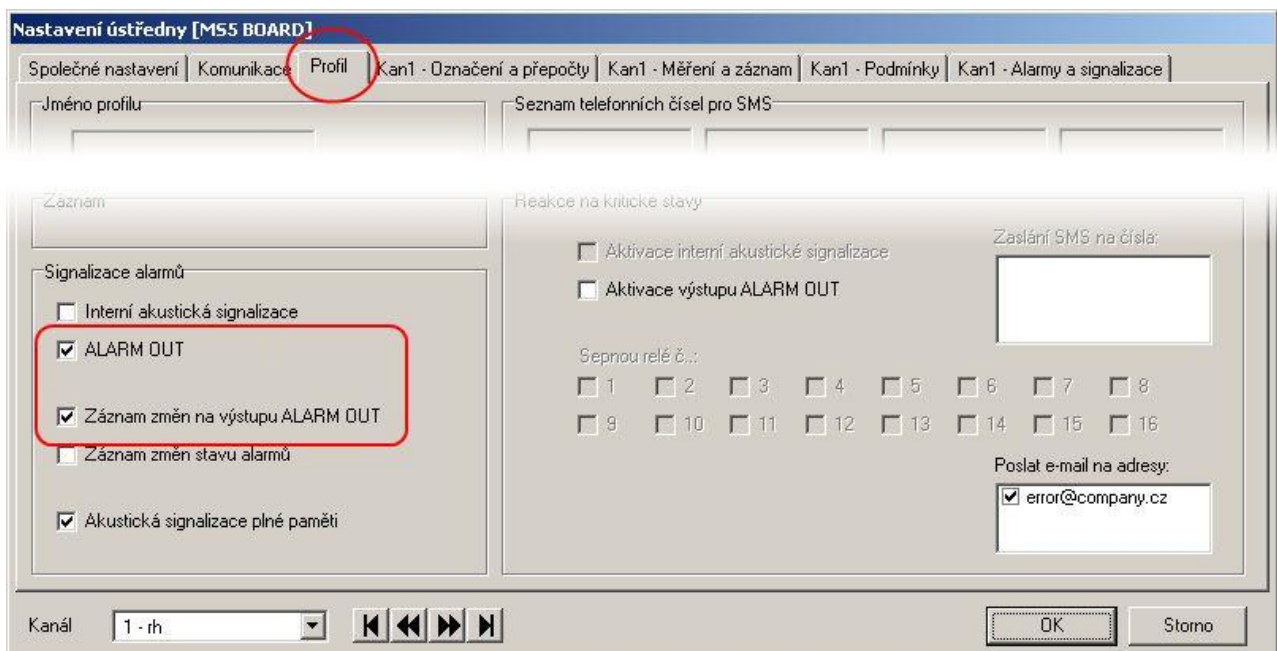 Nastavení ústředny [MS5 BOARD]
Společné nastavení Komunikace Profil Kan1 - Označení a přepočty Kan1 - Měření a záznam Kan1 - Podmínky Kan1 - Alarmy a signalizace
Jméno profilu
Seznam telefonních čísel pro SMS
Záznam
Signalizace alarmů
Interní akustická signalizace
ALARM OUT
Záznam změn na výstupu ALARM OUT
Záznam změn stavu alarmů
Akustická signalizace plné paměti
Reakce na kritické stavy
Aktivace interní akustické signalizace
Aktivace výstupu ALARM OUT
Zaslání SMS na čísla:
Sepnou relé č..:
1 2 3 4 5 6 7 8
9 10 11 12 13 14 15 16
Poslat e-mail na adresy:
error@company.cz
Kanál 1 - rh OK Storno